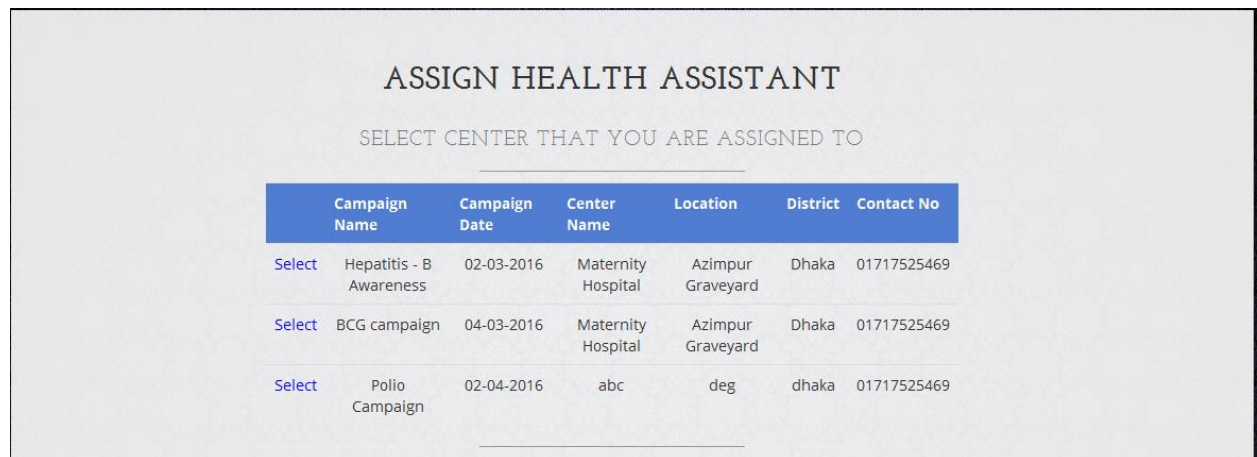 ASSIGN HEALTH ASSISTANT
SELECT CENTER THAT YOU ARE ASSIGNED TO
Campaign Name Campaign Date Center Name Location District Contact No
Select Hepatitis - B Awareness 02-03-2016 Maternity Hospital Azimpur Graveyard Dhaka 01717525469
Select BCG campaign 04-03-2016 Maternity Hospital Azimpur Graveyard Dhaka 01717525469
Select Polio Campaign 02-04-2016 abc deg dhaka 01717525469